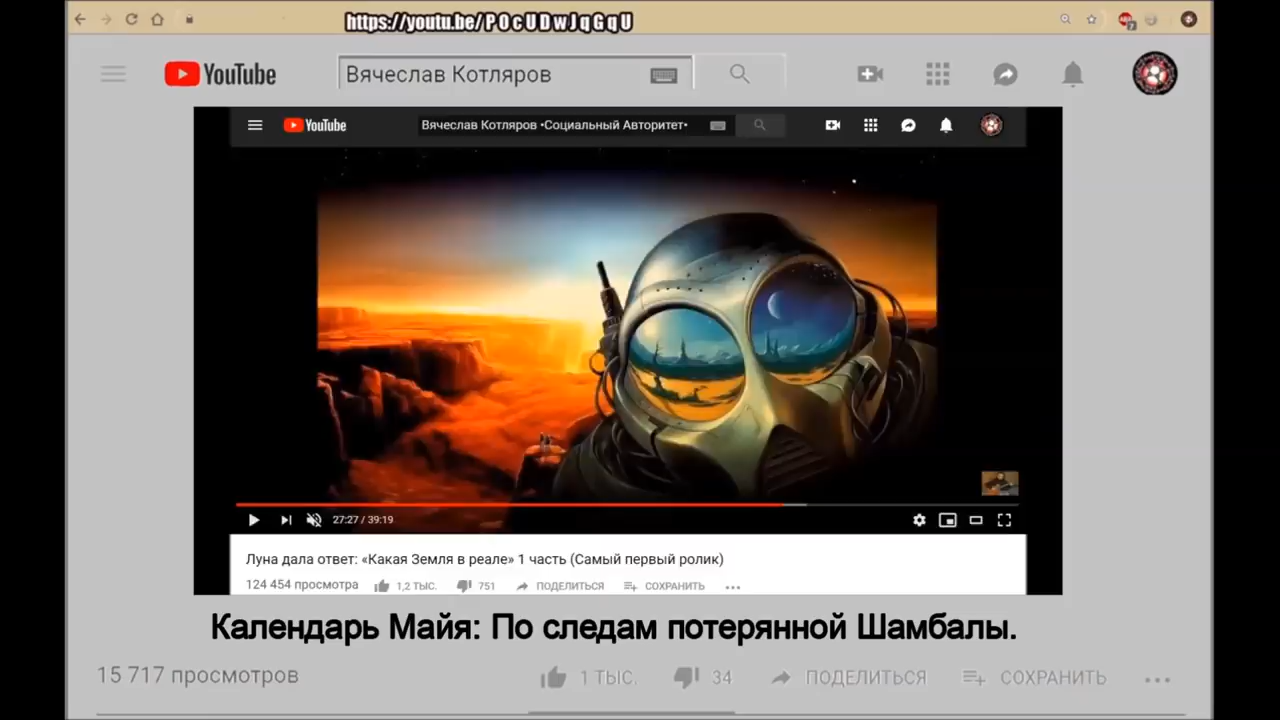 https://youtu.be/POcUDwJqGqU
YouTube
Вячеслав Котляров
YouTube
Вячеслав Котляров •Социальный Авторитет•
27:27 / 39:19
Луна дала ответ: «Какая Земля в реале» 1 часть (Самый первый ролик)
124 454 просмотра 1,2 ТЫС. 751 ПОДЕЛИТЬСЯ СОХРАНИТЬ
Календарь Майя: По следам потерянной Шамбалы.
15 717 просмотров 1 ТЫС. 34 ПОДЕЛИТЬСЯ СОХРАНИТЬ